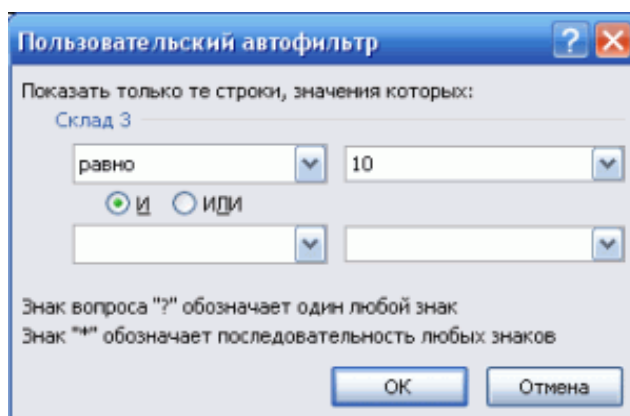 Пользовательский автофильтр ?
Показать только те строки, значения которых:
Склад 3
равно 10
И ИЛИ
Знак вопроса "?" обозначает один любой знак
Знак "*" обозначает последовательность любых знаков
ОК Отмена